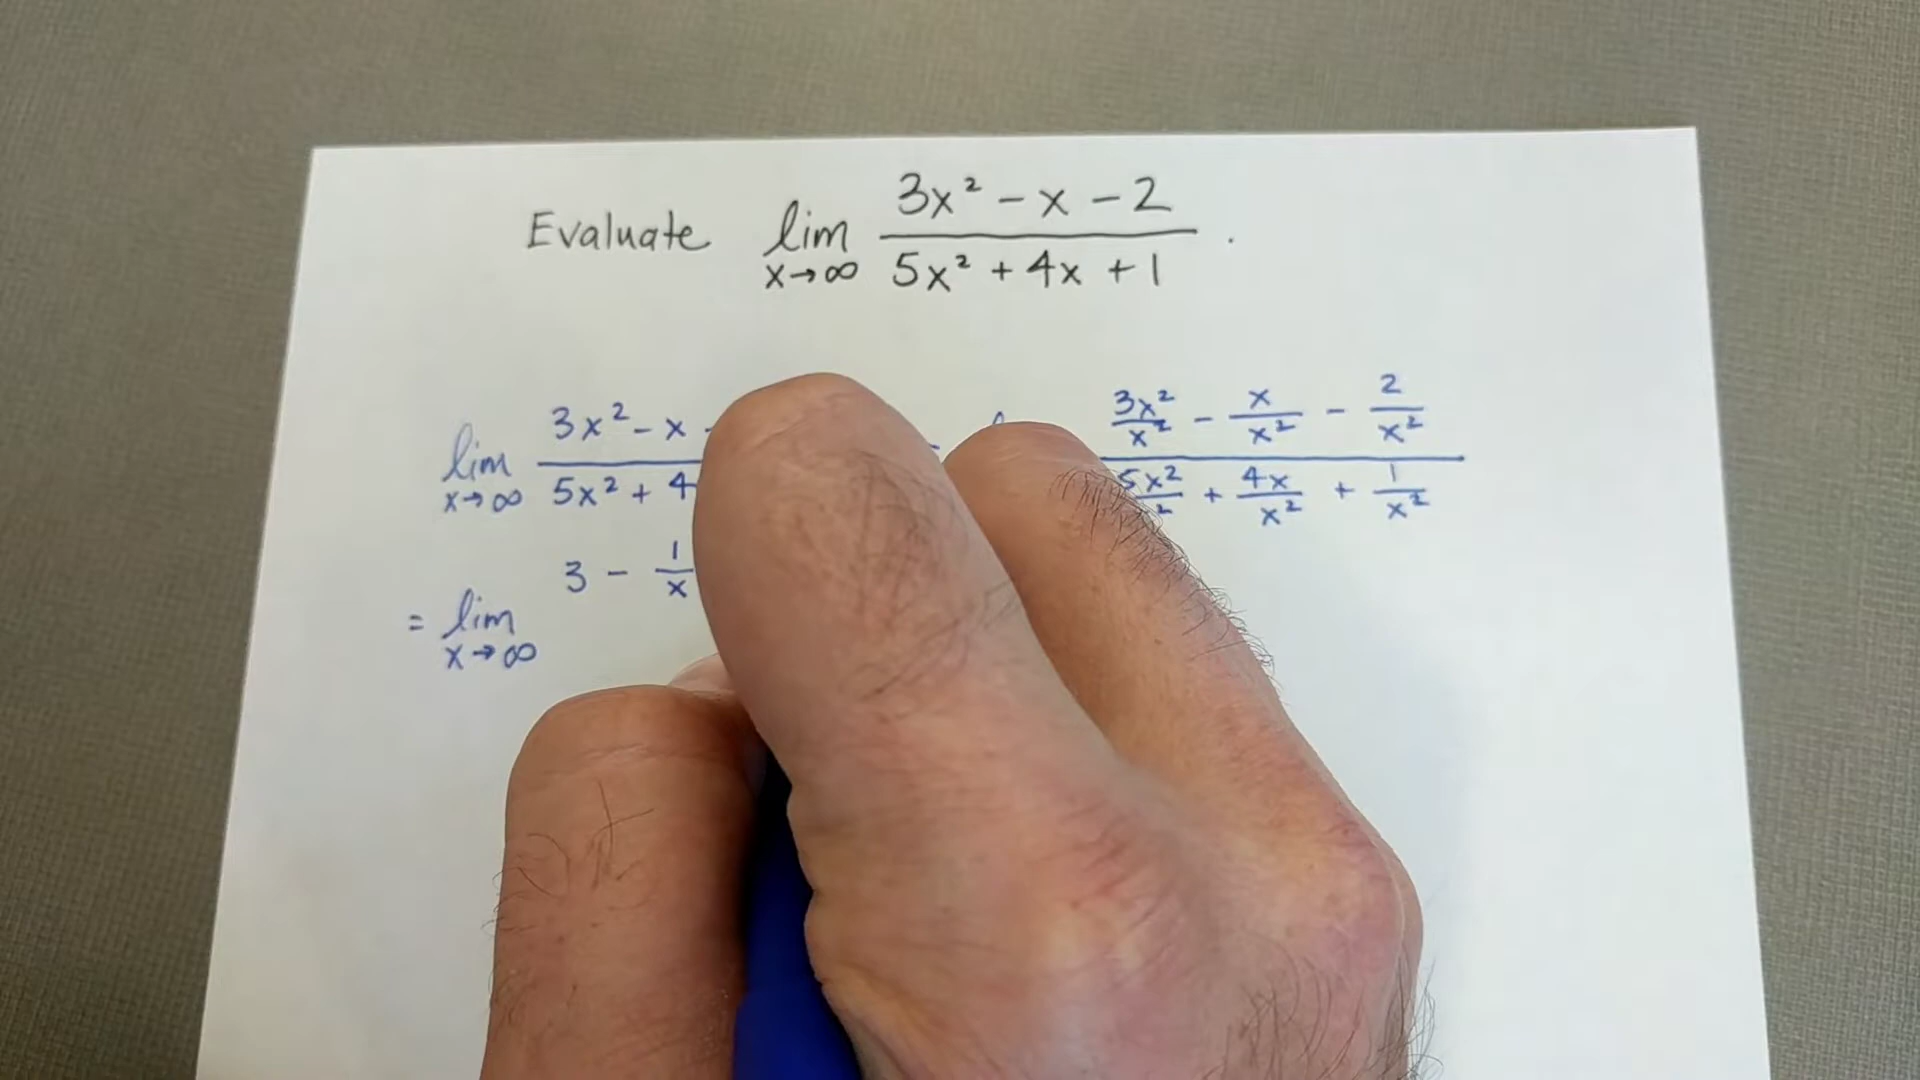 Evaluate lim x→∞ (3x² - x - 2)/(5x² + 4x + 1).
lim x→∞ (3x² - x -)/(5x² + 4) (3x²/x² - x/x² - 2/x²)/(5x²/² + 4x/x² + 1/x²)
= lim x→∞ 3 - 1/x